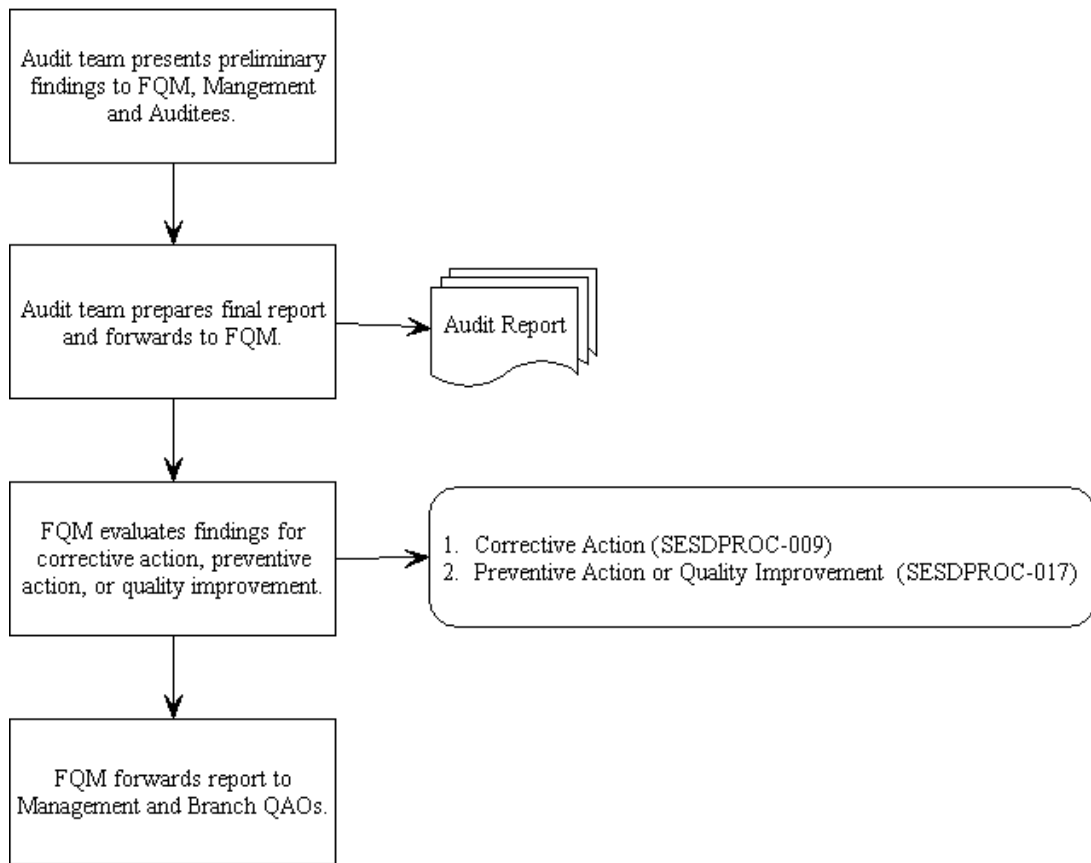 Audit team presents preliminary
findings to FQM, Mangement
and Auditees.
Audit team prepares final report
and forwards to FQM.
Audit Report
FQM evaluates findings for
corrective action, preventive
action, or quality improvement.
1. Corrective Action (SESDPROC-009)
2. Preventive Action or Quality Improvement (SESDPROC-017)
FQM forwards report to
Management and Branch QAOs.